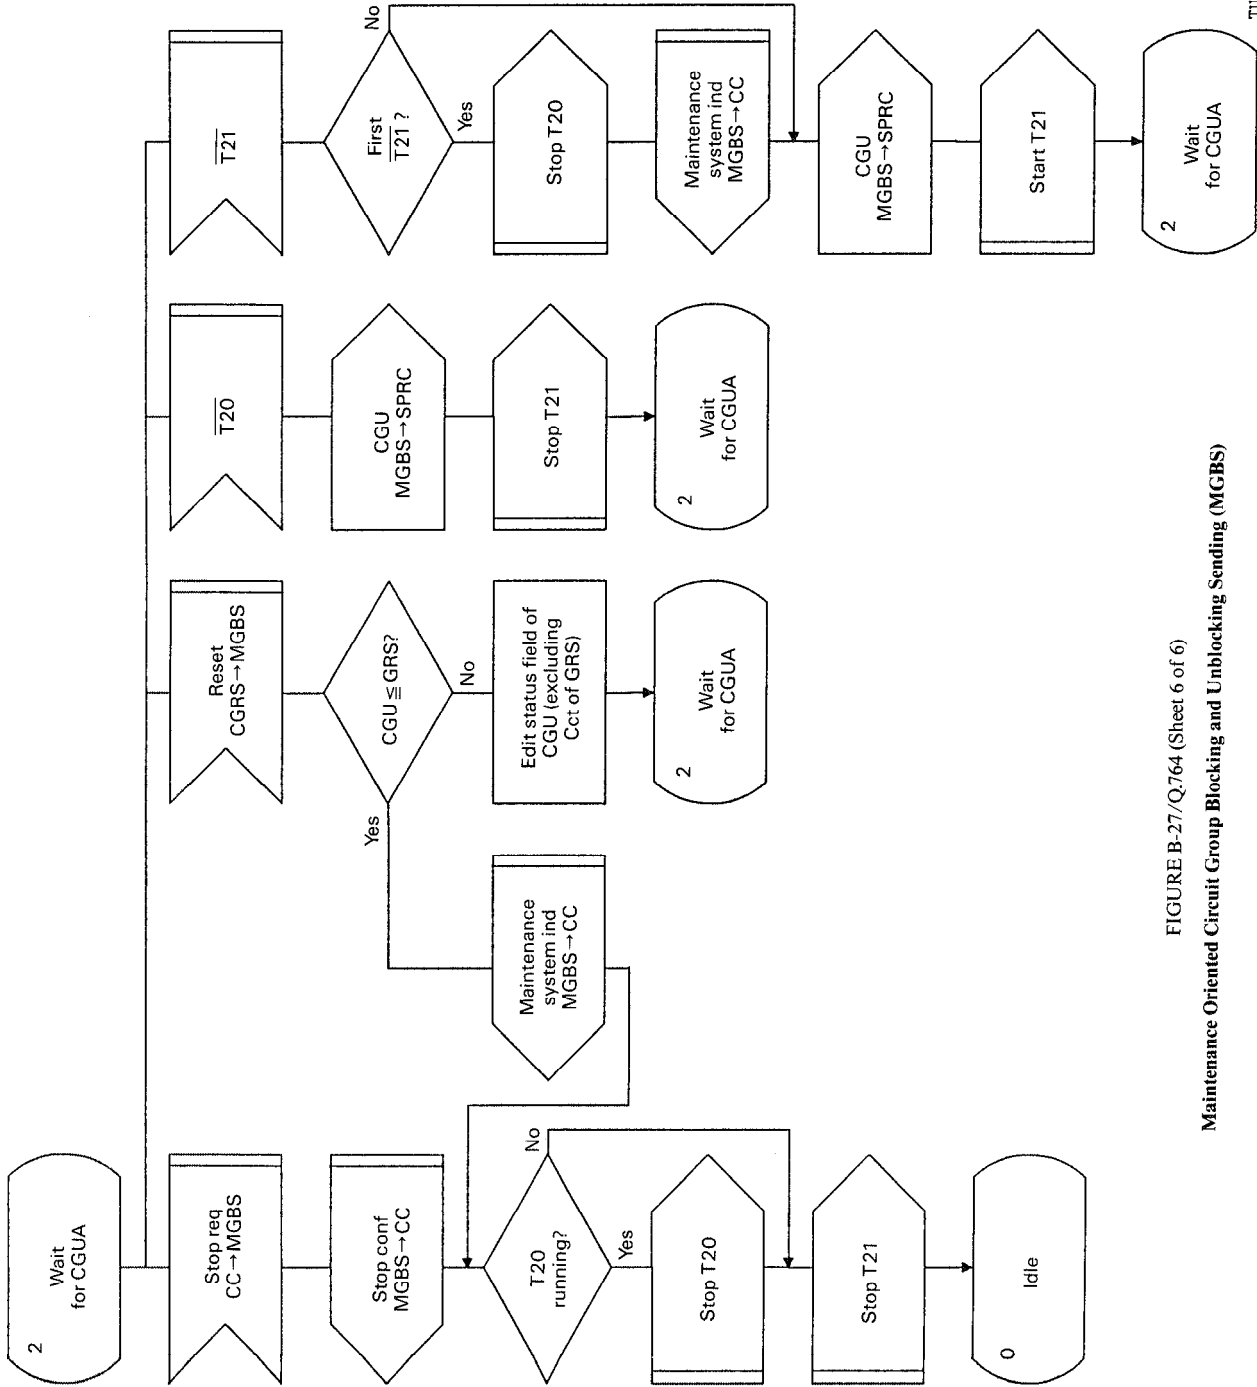 2
Wait
for CGUA
Stop req
CC→MGBS
Stop conf
MGBS→CC
T20
running?
No
Yes
Stop T20
Stop T21
0
Idle
Reset
CGRS→MGBS
CGU≦GRS?
Yes
No
Maintenance
system ind
MGBS→CC
Edit status field of
CGU (excluding
Cct of GRS)
2
Wait
for CGUA
T20
CGU
MGBS→SPRC
Stop T21
2
Wait
for CGUA
T21
First
T21 ?
No
Yes
Stop T20
Maintenance
system ind
MGBS→CC
CGU
MGBS→SPRC
Start T21
2
Wait
for CGUA
FIGURE B-27/Q.764 (Sheet 6 of 6)
Maintenance Oriented Circuit Group Blocking and Unblocking Sending (MGBS)